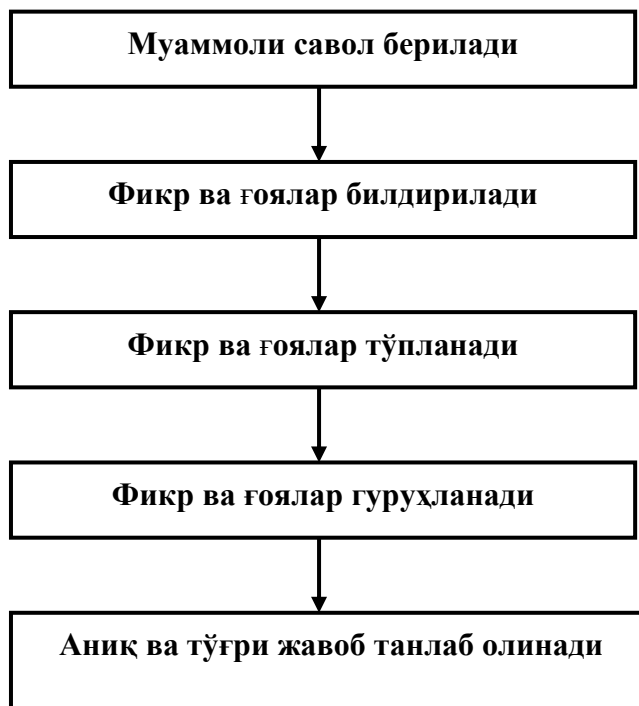 Муаммоли савол берилади
Фикр ва ғоялар билдирилади
Фикр ва ғоялар тўпланади
Фикр ва ғоялар гуруҳланади
Аниқ ва тўғри жавоб танлаб олинади